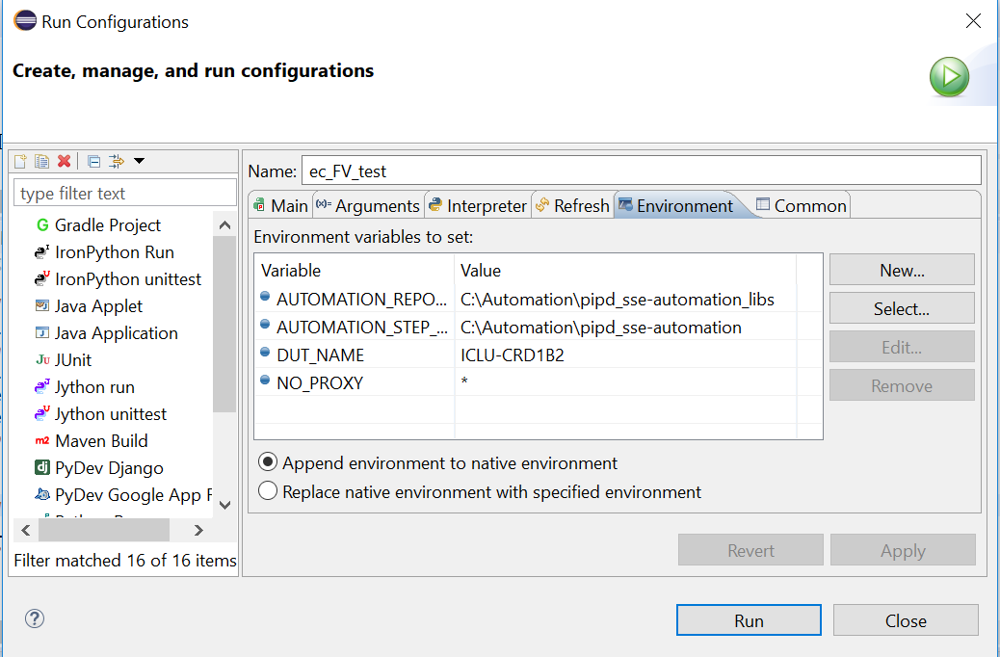 Run Configurations
Create, manage, and run configurations
type filter text
G Gradle Project
IronPython Run
IronPython unittest
Java Applet
Java Application
Ju JUnit
Jython run
Jython unittest
m2 Maven Build
dj PyDev Django
PyDev Google App
Filter matched 16 of 16 items
Name: ec_FV_test
Main (x)= Arguments Interpreter Refresh Environment Common
Environment variables to set:
Variable Value
AUTOMATION_REPO... C:\Automation\pipd_sse-automation_libs
AUTOMATION_STEP_... C:\Automation\pipd_sse-automation
DUT_NAME ICLU-CRD1B2
NO_PROXY *
New...
Select...
Edit...
Remove
Append environment to native environment
Replace native environment with specified environment
Revert Apply
? Run Close